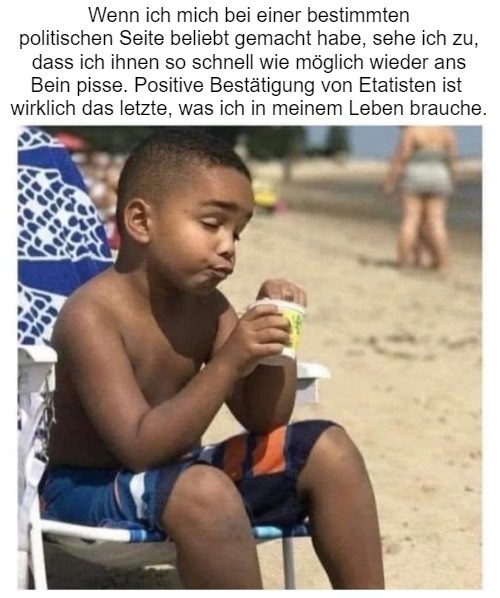 Wenn ich mich bei einer bestimmten
politischen Seite beliebt gemacht habe, sehe ich zu,
dass ich ihnen so schnell wie möglich wieder ans
Bein pisse. Positive Bestätigung von Etatisten ist
wirklich das letzte, was ich in meinem Leben brauche.